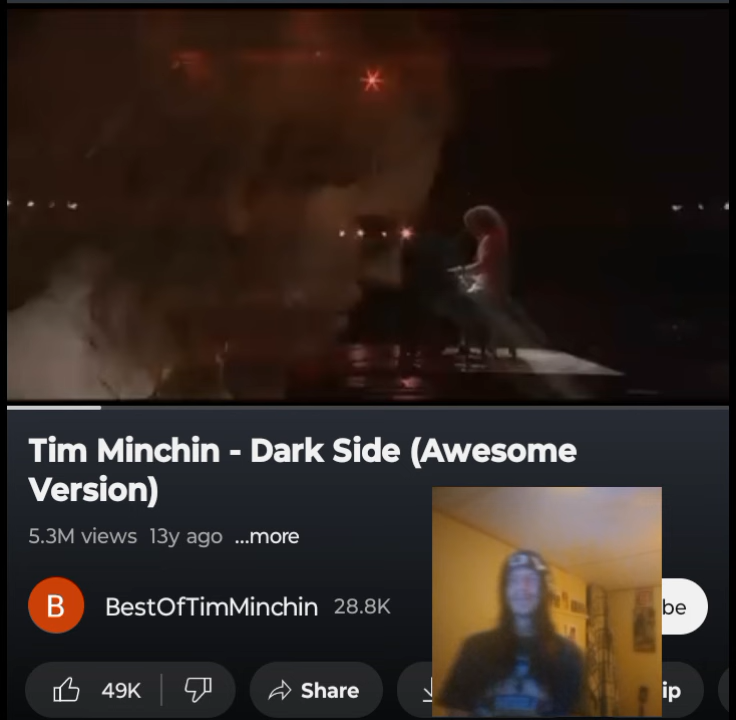 Tim Minchin - Dark Side (Awesome
Version)
5.3M views 13y ago ...more
B BestOfTimMinchin 28.8K be
49K Share ip